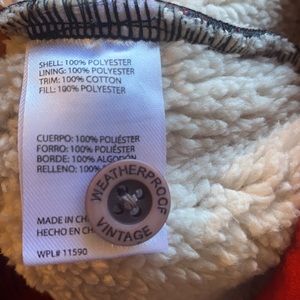 SHELL: 100% POLYESTER
LINING: 100% POLYESTER
TRIM: 100% COTTON
FILL: 100% POLYESTER
CUERPO: 100% POLIÉSTER
FORRO: 100% POLIÉSTER
BORDE: 100% ALGODÓN
RELLENO: 100%
WEATHERPROOF
VINTAGE
MADE IN
HECHO EN
WPL# 11590